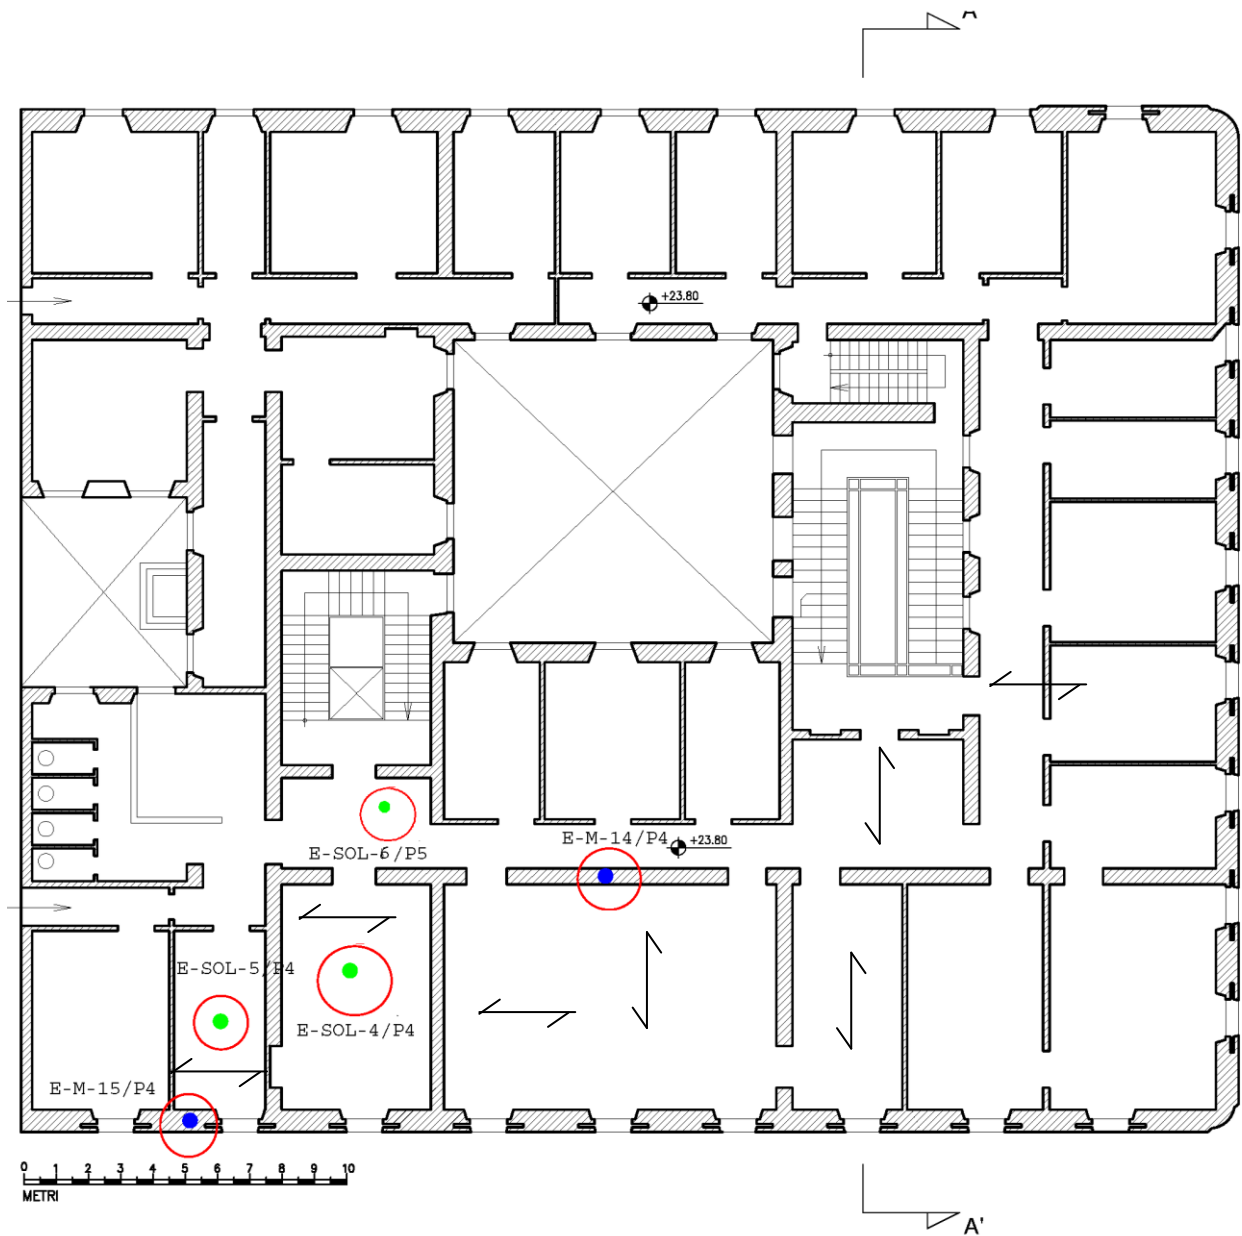 A
+23.80
E-M-14/P4
+23.80
E-SOL-6/P5
E-SOL-5/P4
E-SOL-4/P4
E-M-15/P4
0 1 2 3 4 5 6 7 8 9 10
METRI
A'